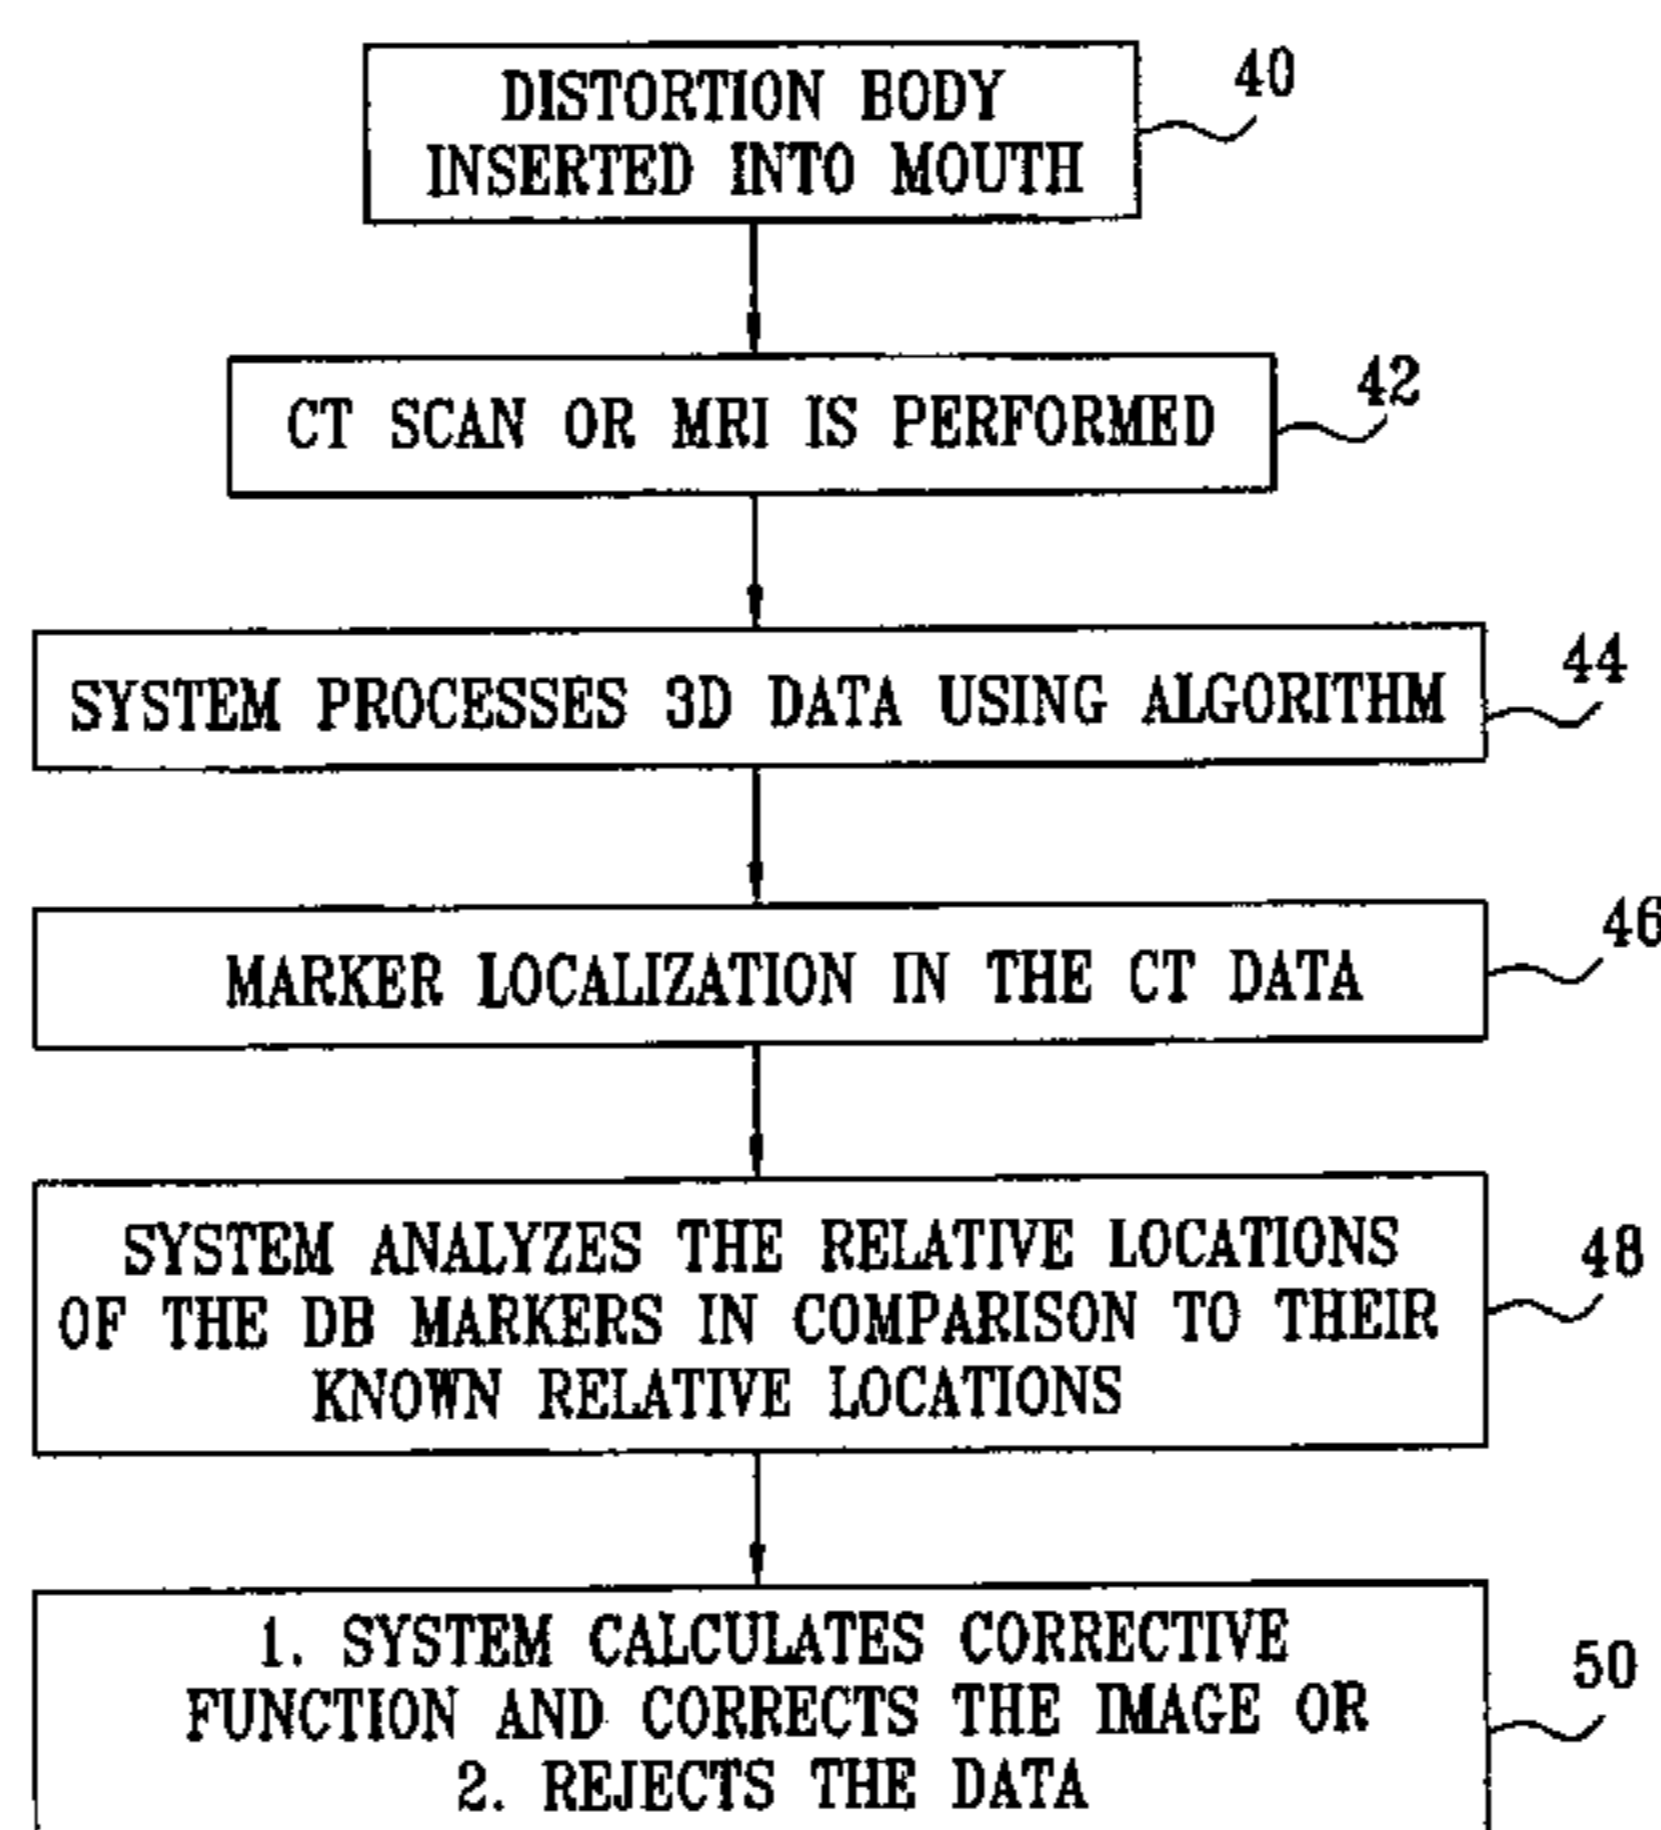 DISTORTION BODY
INSERTED INTO MOUTH
40
CT SCAN OR MRI IS PERFORMED
42
SYSTEM PROCESSES 3D DATA USING ALGORITHM
44
MARKER LOCALIZATION IN THE CT DATA
46
SYSTEM ANALYZES THE RELATIVE LOCATIONS
OF THE DB MARKERS IN COMPARISON TO THEIR
KNOWN RELATIVE LOCATIONS
48
1. SYSTEM CALCULATES CORRECTIVE
FUNCTION AND CORRECTS THE IMAGE OR
2. REJECTS THE DATA
50